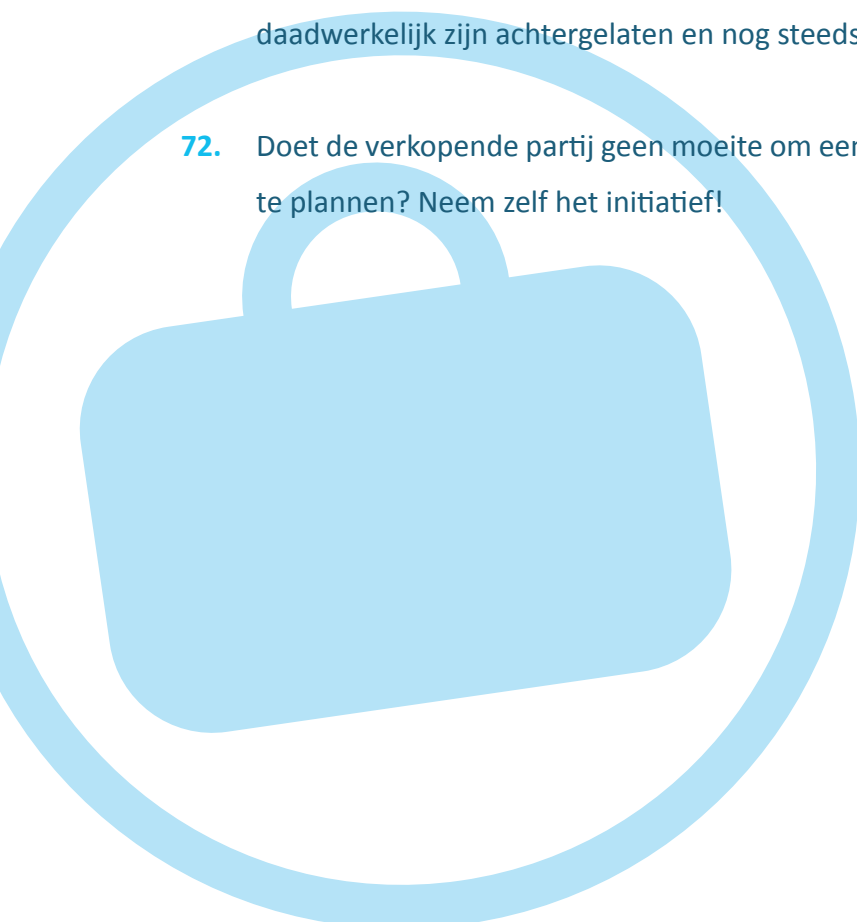 daadwerkelijk zijn achtergelaten en nog steeds
72. Doet de verkopende partij geen moeite om een
te plannen? Neem zelf het initiatief!